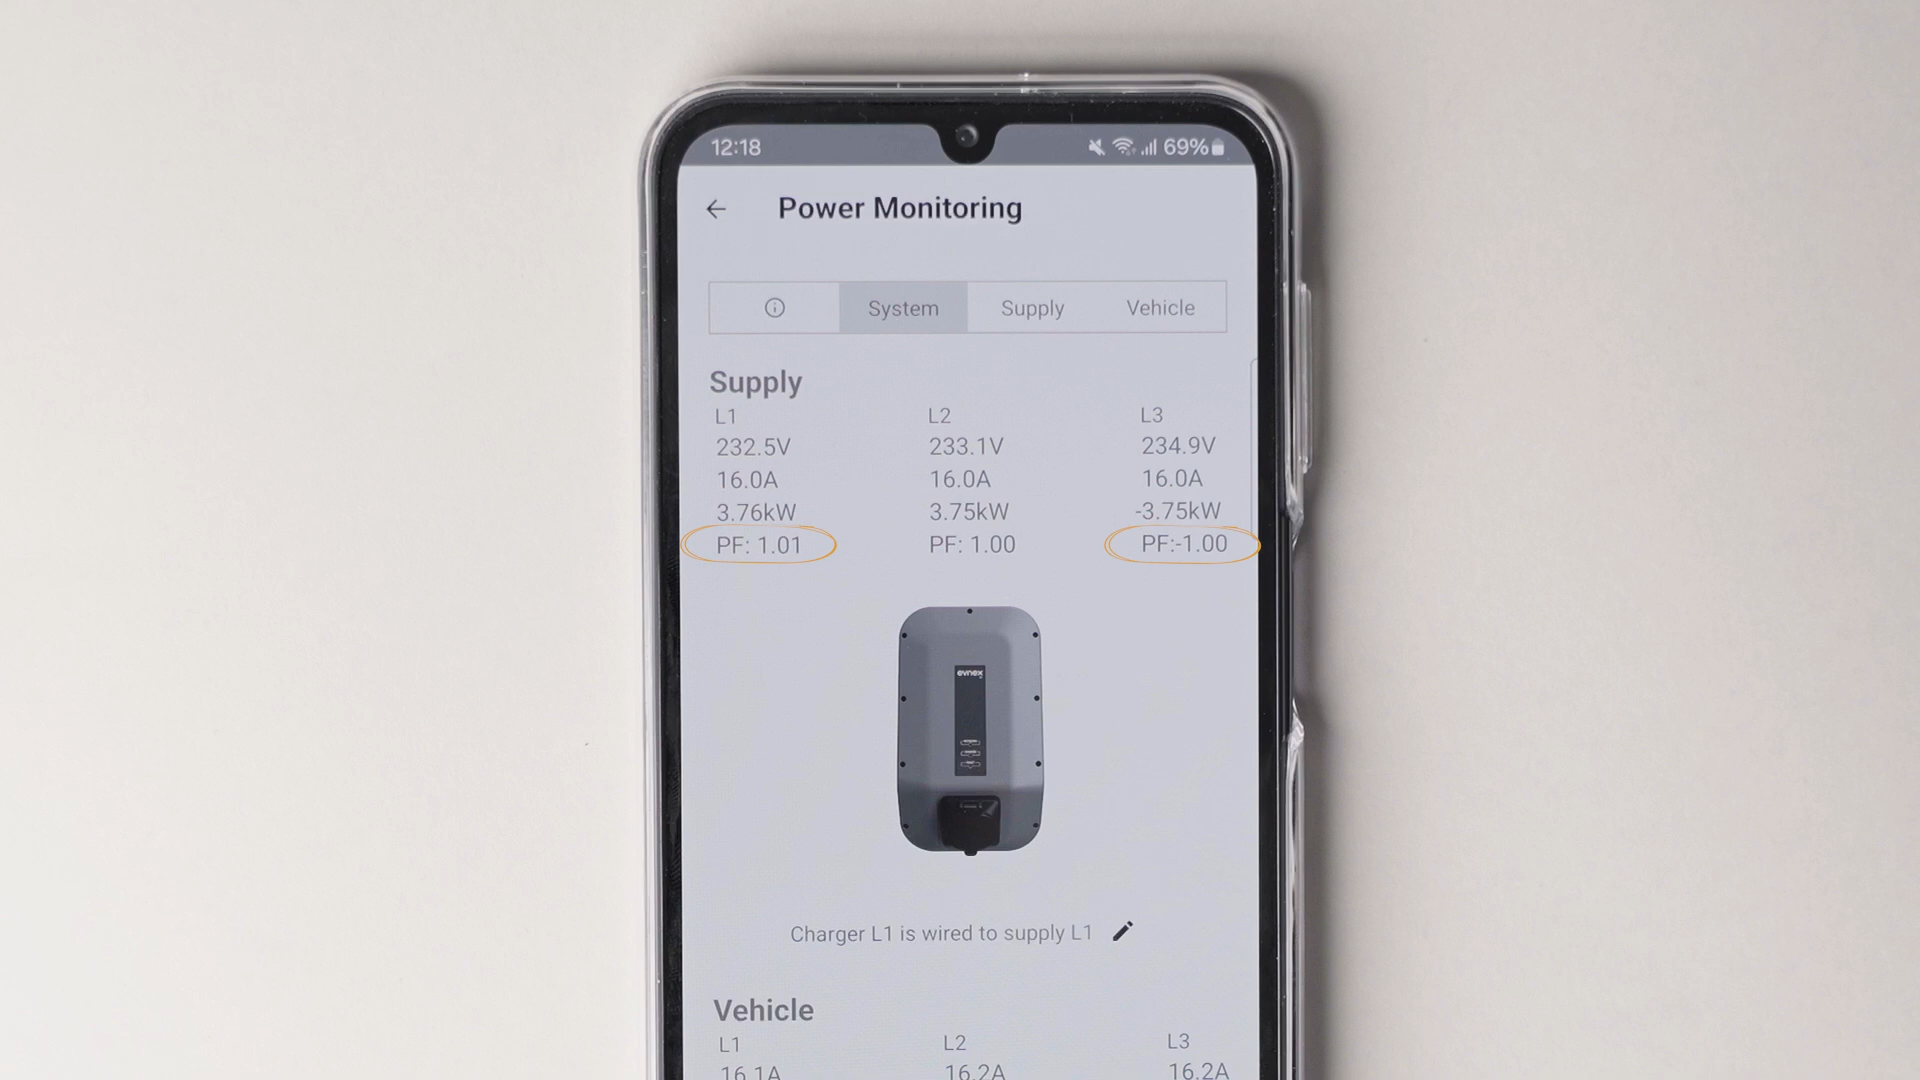 12:18 69%
Power Monitoring
System Supply Vehicle
Supply
L1 L2 L3
232.5V 233.1V 234.9V
16.0A 16.0A 16.0A
3.76kW 3.75kW -3.75kW
PF: 1.01 PF: 1.00 PF:-1.00
evnex
Charger L1 is wired to supply L1
Vehicle
L1 L2 L3
16.1A 16.2A 16.2A